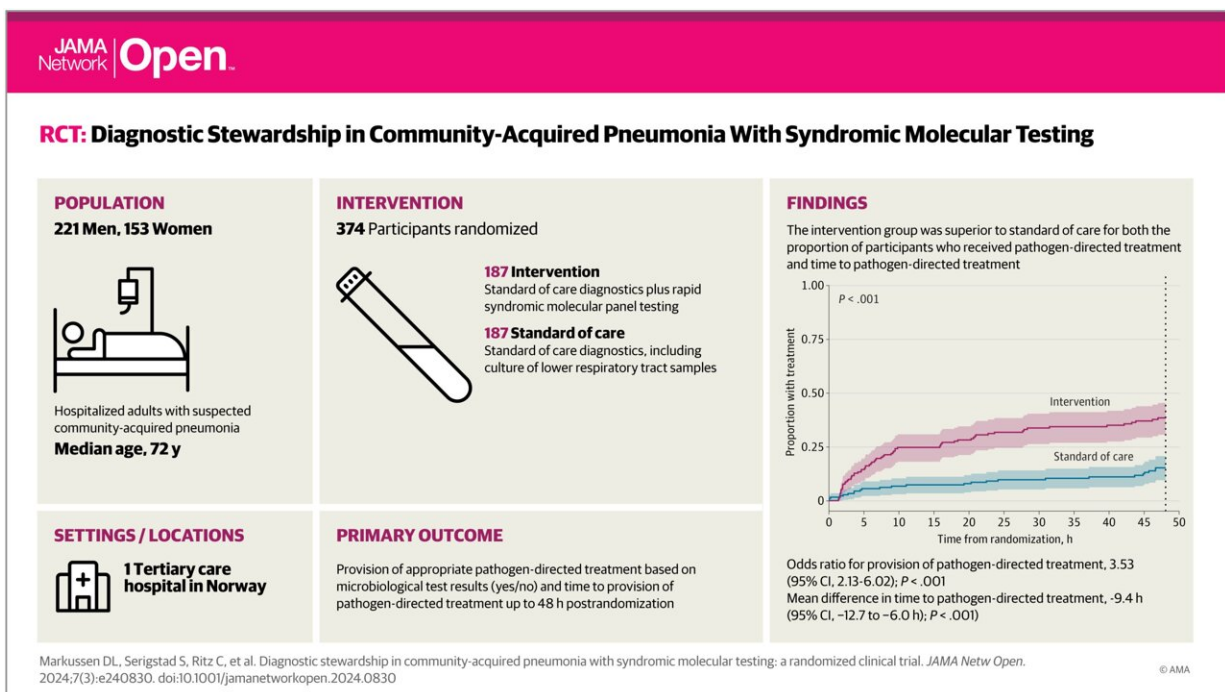 JAMA
Network
Open™
RCT: Diagnostic Stewardship in Community-Acquired Pneumonia With Syndromic Molecular Testing
POPULATION
221 Men, 153 Women
Hospitalized adults with suspected
community-acquired pneumonia
Median age, 72 y
INTERVENTION
374 Participants randomized
187 Intervention
Standard of care diagnostics plus rapid
syndromic molecular panel testing
187 Standard of care
Standard of care diagnostics, including
culture of lower respiratory tract samples
SETTINGS / LOCATIONS
1 Tertiary care
hospital in Norway
PRIMARY OUTCOME
Provision of appropriate pathogen-directed treatment based on
microbiological test results (yes/no) and time to provision of
pathogen-directed treatment up to 48 h postrandomization
FINDINGS
The intervention group was superior to standard of care for both the
proportion of participants who received pathogen-directed treatment
and time to pathogen-directed treatment
1.00
P < .001
0.75
0.50
0.25
0
Proportion with treatment
Intervention
Standard of care
0 5 10 15 20 25 30 35 40 45 50
Time from randomization, h
Odds ratio for provision of pathogen-directed treatment, 3.53
(95% CI, 2.13-6.02); P < .001
Mean difference in time to pathogen-directed treatment, -9.4 h
(95% CI, −12.7 to −6.0 h); P < .001)
Markussen DL, Serigstad S, Ritz C, et al. Diagnostic stewardship in community-acquired pneumonia with syndromic molecular testing: a randomized clinical trial. JAMA Netw Open.
2024;7(3):e240830. doi:10.1001/jamanetworkopen.2024.0830
© AMA